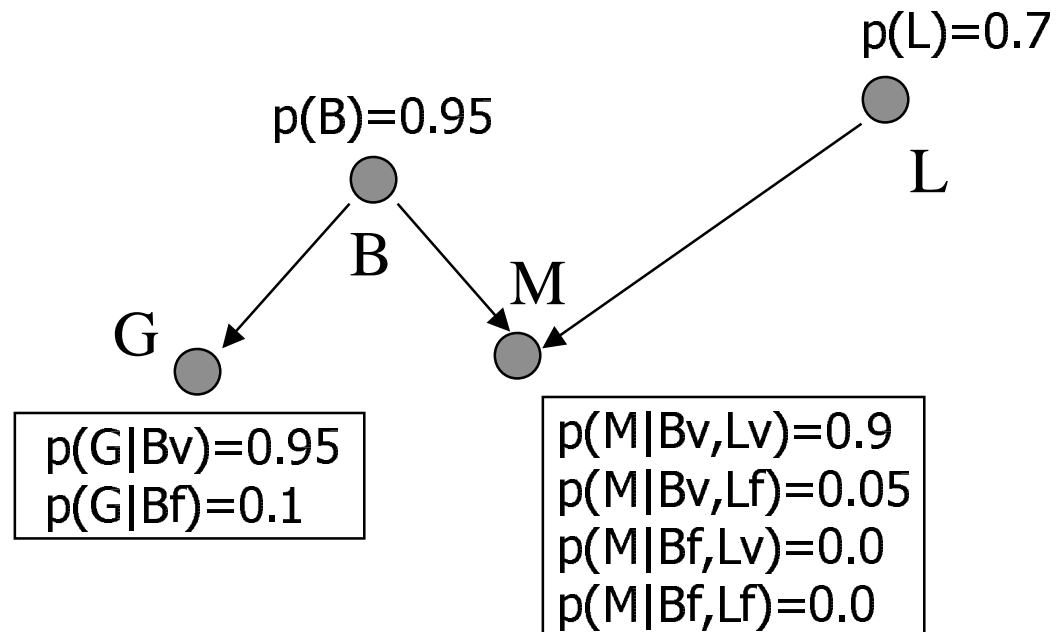 p(L)=0.7
p(B)=0.95
L
B
M
G
p(G|Bv)=0.95
p(G|Bf)=0.1
p(M|Bv,Lv)=0.9
p(M|Bv,Lf)=0.05
p(M|Bf,Lv)=0.0
p(M|Bf,Lf)=0.0